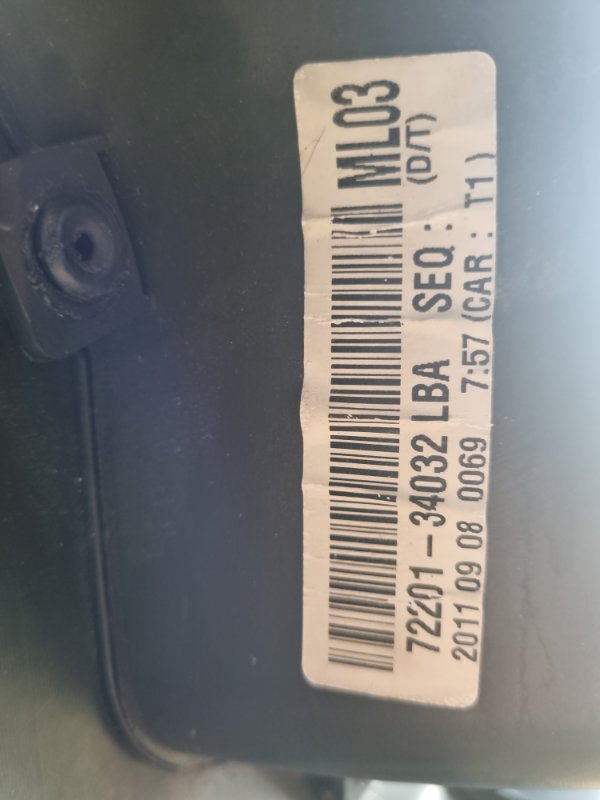 ML03
(D/T)
72201-34032 LBA SEQ :
2011 09 08 0069 7:57 (CAR : T1)